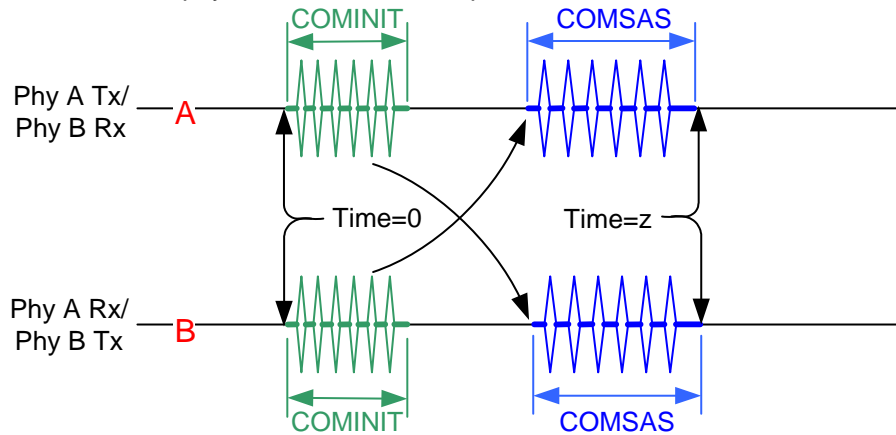 COMINIT
COMSAS
Phy A Tx/
Phy B Rx
A
Time=0
Time=z
Phy A Rx/
Phy B Tx
B
COMINIT
COMSAS